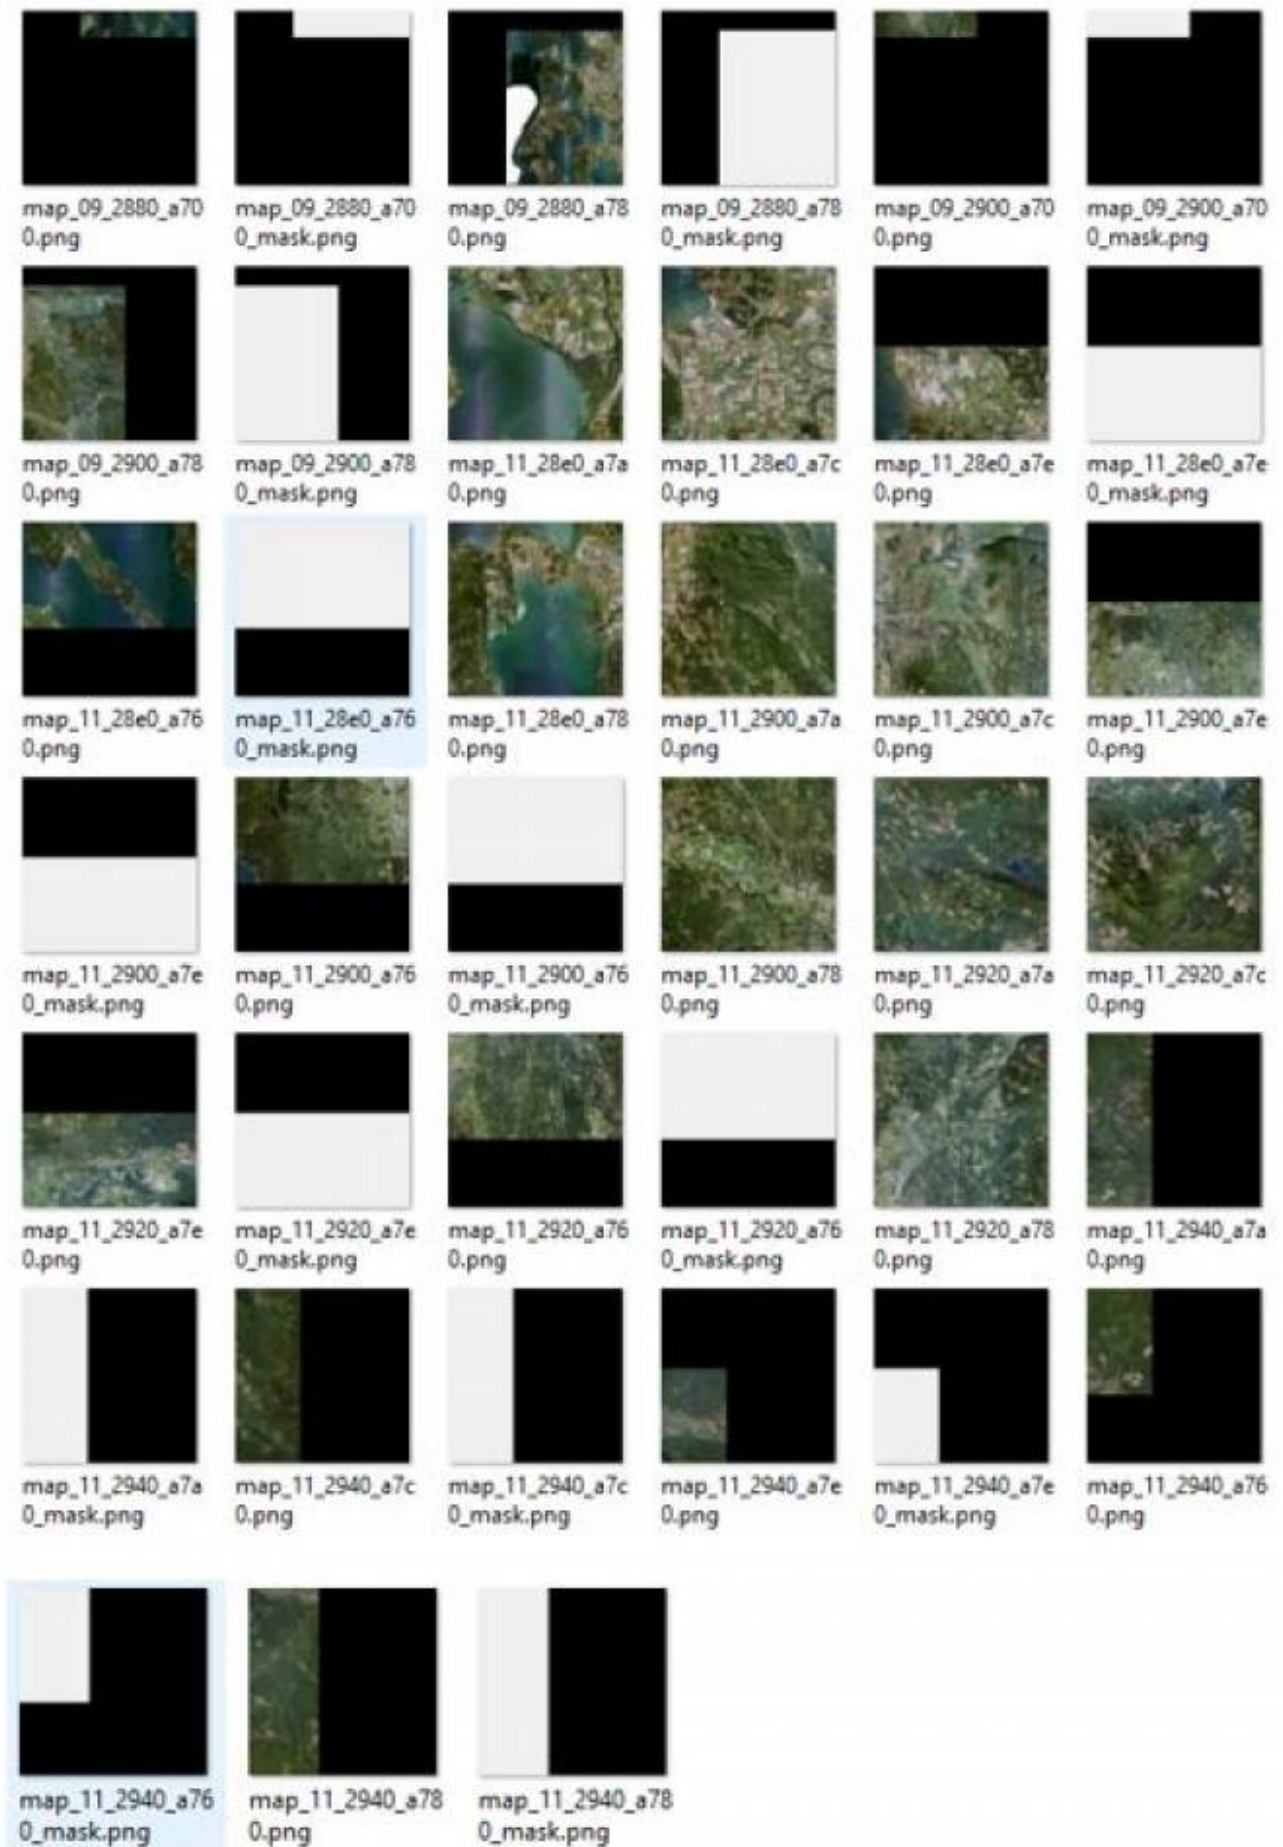 map_09_2880_a70
0.png
map_09_2880_a70
0_mask.png
map_09_2880_a78
0.png
map_09_2880_a78
0_mask.png
map_09_2900_a70
0.png
map_09_2900_a70
0_mask.png
map_09_2900_a78
0.png
map_09_2900_a78
0_mask.png
map_11_28e0_a7a
0.png
map_11_28e0_a7c
0.png
map_11_28e0_a7e
0.png
map_11_28e0_a7e
0_mask.png
map_11_28e0_a76
0.png
map_11_28e0_a76
0_mask.png
map_11_28e0_a78
0.png
map_11_2900_a7a
0.png
map_11_2900_a7c
0.png
map_11_2900_a7e
0.png
map_11_2900_a7e
0_mask.png
map_11_2900_a76
0.png
map_11_2900_a76
0_mask.png
map_11_2900_a78
0.png
map_11_2920_a7a
0.png
map_11_2920_a7c
0.png
map_11_2920_a7e
0.png
map_11_2920_a7e
0_mask.png
map_11_2920_a76
0.png
map_11_2920_a76
0_mask.png
map_11_2920_a78
0.png
map_11_2940_a7a
0.png
map_11_2940_a7a
0_mask.png
map_11_2940_a7c
0.png
map_11_2940_a7c
0_mask.png
map_11_2940_a7e
0.png
map_11_2940_a7e
0_mask.png
map_11_2940_a76
0.png
map_11_2940_a76
0_mask.png
map_11_2940_a78
0.png
map_11_2940_a78
0_mask.png